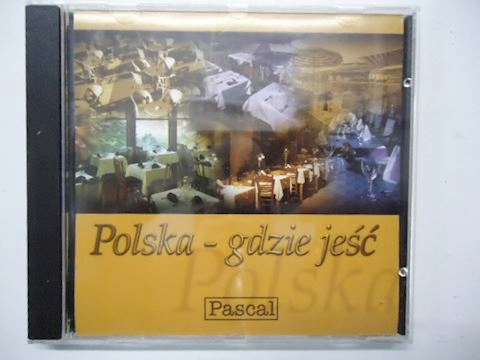 Polska - gdzie jeść
Polska
Pascal